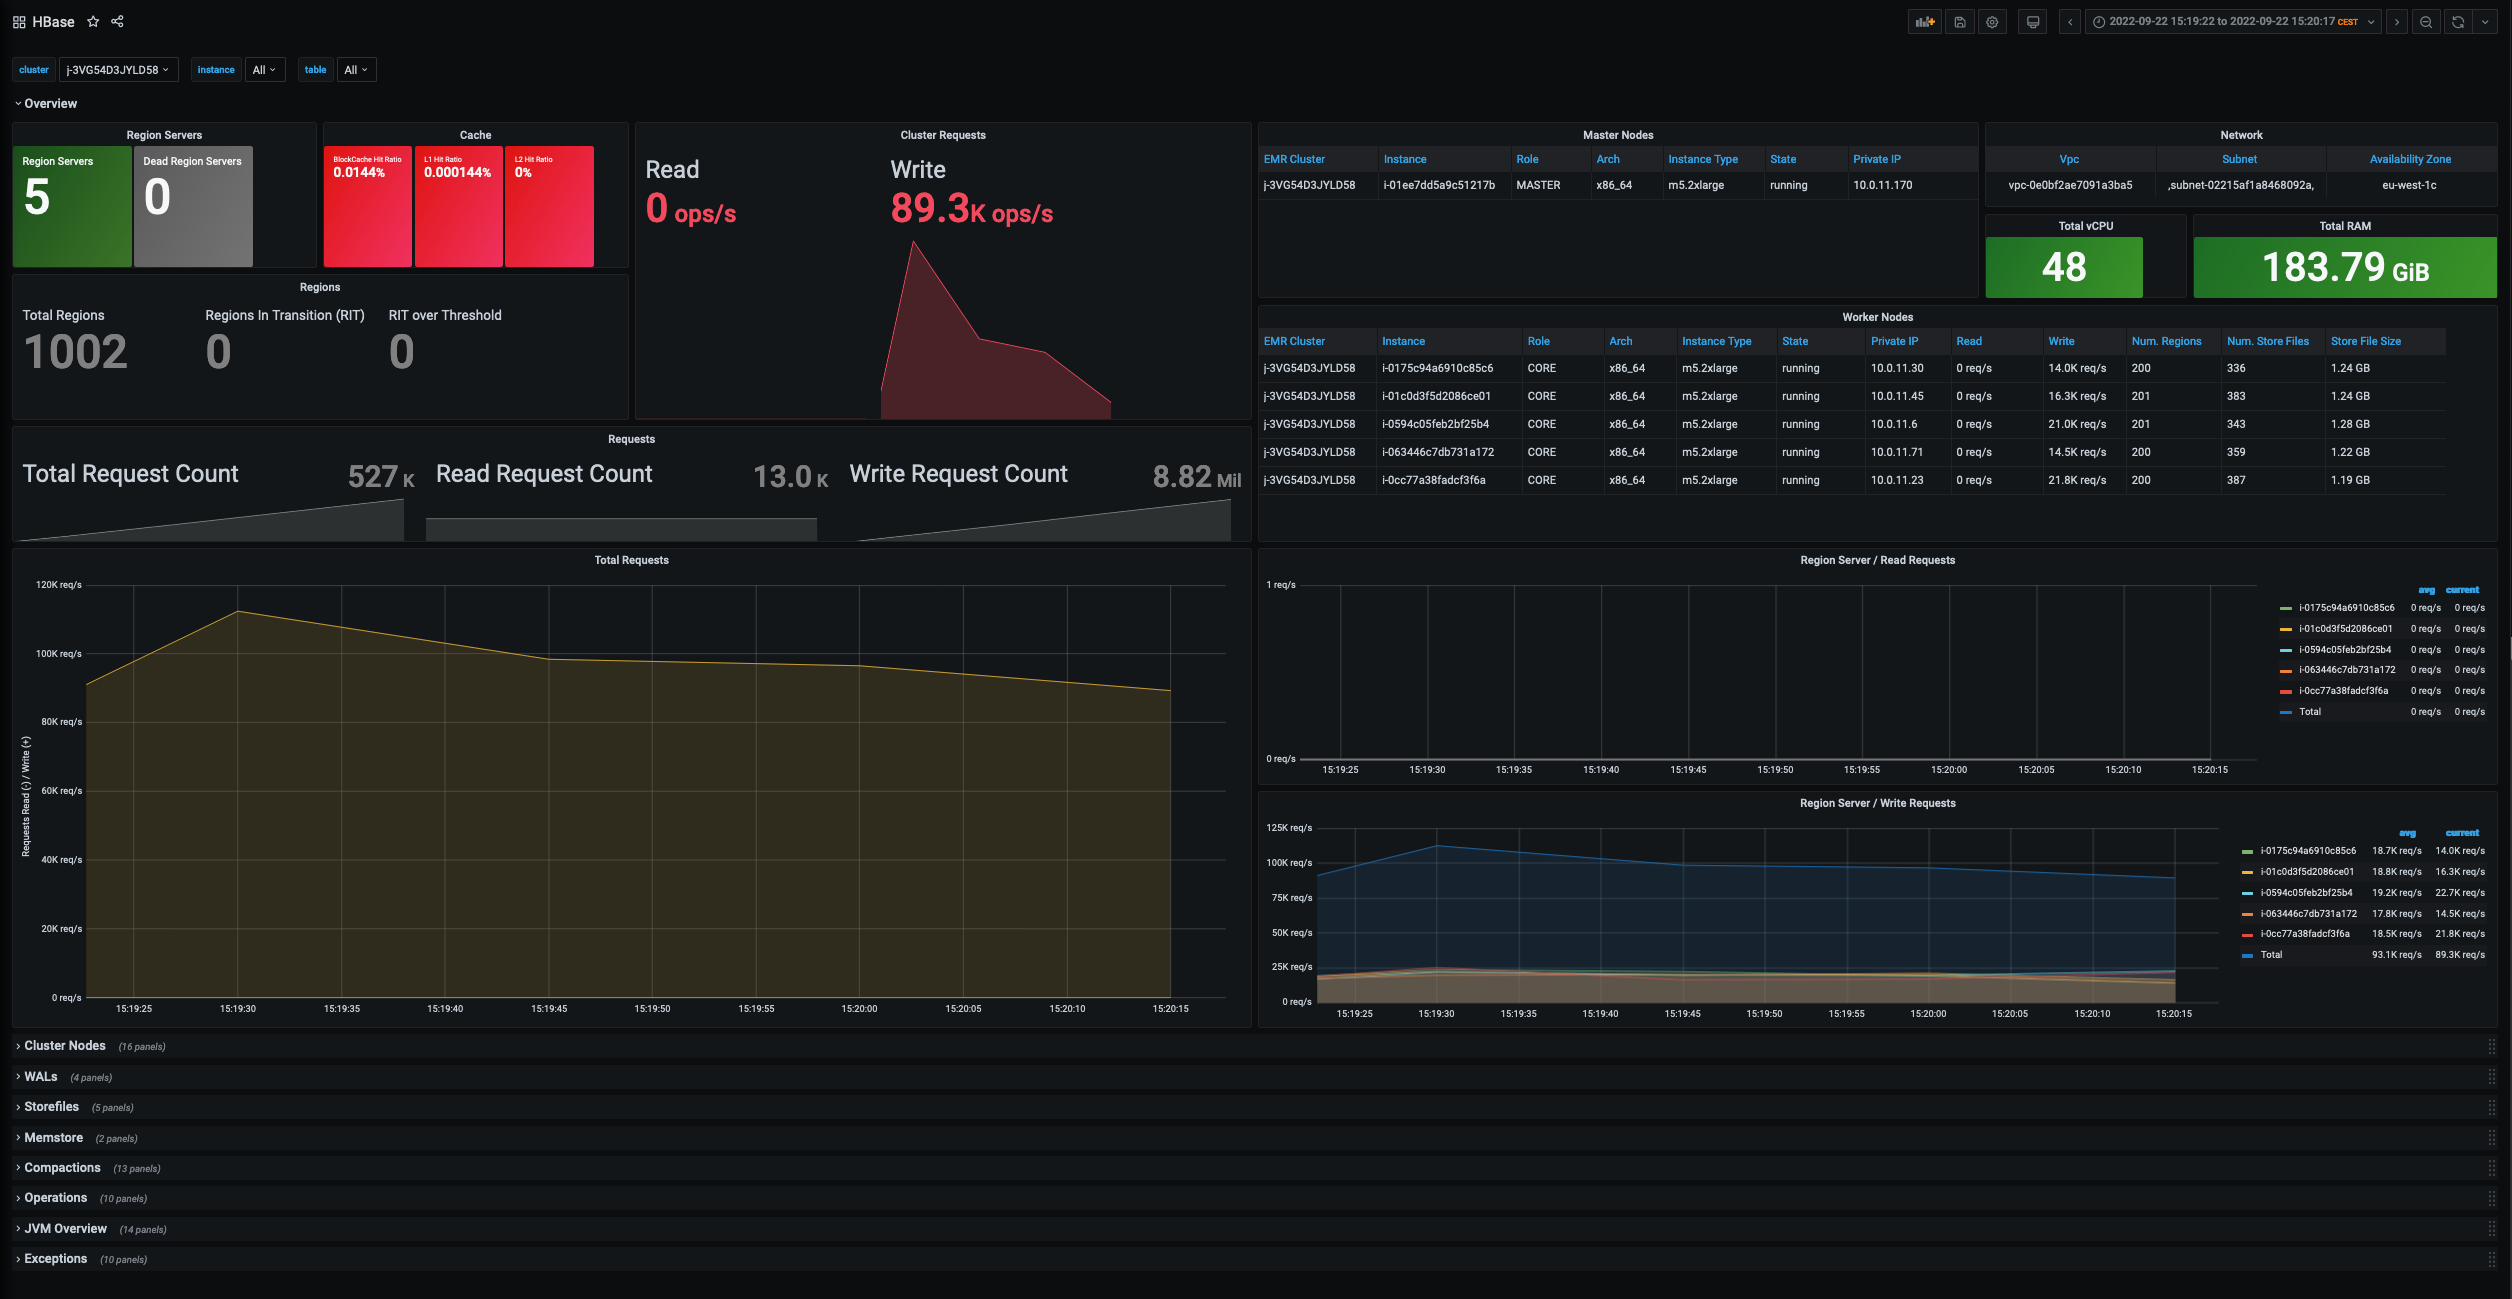 HBase
2022-09-22 15:19:22 to 2022-09-22 15:20:17 CEST
cluster j-3VG54D3JYLD58 instance All table All
Overview
Region Servers
Region Servers
5
Dead Region Servers
0
Cache
BlockCache Hit Ratio
0.0144%
L1 Hit Ratio
0.000144%
L2 Hit Ratio
0%
Regions
Total Regions
1002
Regions In Transition (RIT)
0
RIT over Threshold
0
Cluster Requests
Read
0 ops/s
Write
89.3K ops/s
Master Nodes
EMR Cluster Instance Role Arch Instance Type State Private IP
j-3VG54D3JYLD58 i-01ee7dd5a9c51217b MASTER x86_64 m5.2xlarge running 10.0.11.170
Network
Vpc Subnet Availability Zone
vpc-0e0bf2ae7091a3ba5 ,subnet-02215af1a8468092a, eu-west-1c
Total vCPU
48
Total RAM
183.79 GiB
Worker Nodes
EMR Cluster Instance Role Arch Instance Type State Private IP Read Write Num. Regions Num. Store Files Store File Size
j-3VG54D3JYLD58 i-0175c94a6910c85c6 CORE x86_64 m5.2xlarge running 10.0.11.30 0 req/s 14.0K req/s 200 336 1.24 GB
j-3VG54D3JYLD58 i-01c0d3f5d2086ce01 CORE x86_64 m5.2xlarge running 10.0.11.45 0 req/s 16.3K req/s 201 383 1.24 GB
j-3VG54D3JYLD58 i-0594c05feb2bf25b4 CORE x86_64 m5.2xlarge running 10.0.11.6 0 req/s 21.0K req/s 201 343 1.28 GB
j-3VG54D3JYLD58 i-063446c7db731a172 CORE x86_64 m5.2xlarge running 10.0.11.71 0 req/s 14.5K req/s 200 359 1.22 GB
j-3VG54D3JYLD58 i-0cc77a38fadcf3f6a CORE x86_64 m5.2xlarge running 10.0.11.23 0 req/s 21.8K req/s 200 387 1.19 GB
Requests
Total Request Count 527 K
Read Request Count 13.0 K
Write Request Count 8.82 Mil
Total Requests
Requests Read (-) / Write (+)
120K req/s
100K req/s
80K req/s
60K req/s
40K req/s
20K req/s
0 req/s
15:19:25 15:19:30 15:19:35 15:19:40 15:19:45 15:19:50 15:19:55 15:20:00 15:20:05 15:20:10 15:20:15
Region Server / Read Requests
1 req/s
0 req/s
15:19:25 15:19:30 15:19:35 15:19:40 15:19:45 15:19:50 15:19:55 15:20:00 15:20:05 15:20:10 15:20:15
avg current
i-0175c94a6910c85c6 0 req/s 0 req/s
i-01c0d3f5d2086ce01 0 req/s 0 req/s
i-0594c05feb2bf25b4 0 req/s 0 req/s
i-063446c7db731a172 0 req/s 0 req/s
i-0cc77a38fadcf3f6a 0 req/s 0 req/s
Total 0 req/s 0 req/s
Region Server / Write Requests
125K req/s
100K req/s
75K req/s
50K req/s
25K req/s
0 req/s
15:19:25 15:19:30 15:19:35 15:19:40 15:19:45 15:19:50 15:19:55 15:20:00 15:20:05 15:20:10 15:20:15
avg current
i-0175c94a6910c85c6 18.7K req/s 14.0K req/s
i-01c0d3f5d2086ce01 18.8K req/s 16.3K req/s
i-0594c05feb2bf25b4 19.2K req/s 22.7K req/s
i-063446c7db731a172 17.8K req/s 14.5K req/s
i-0cc77a38fadcf3f6a 18.5K req/s 21.8K req/s
Total 93.1K req/s 89.3K req/s
Cluster Nodes (16 panels)
WALs (4 panels)
Storefiles (5 panels)
Memstore (2 panels)
Compactions (13 panels)
Operations (10 panels)
JVM Overview (14 panels)
Exceptions (10 panels)